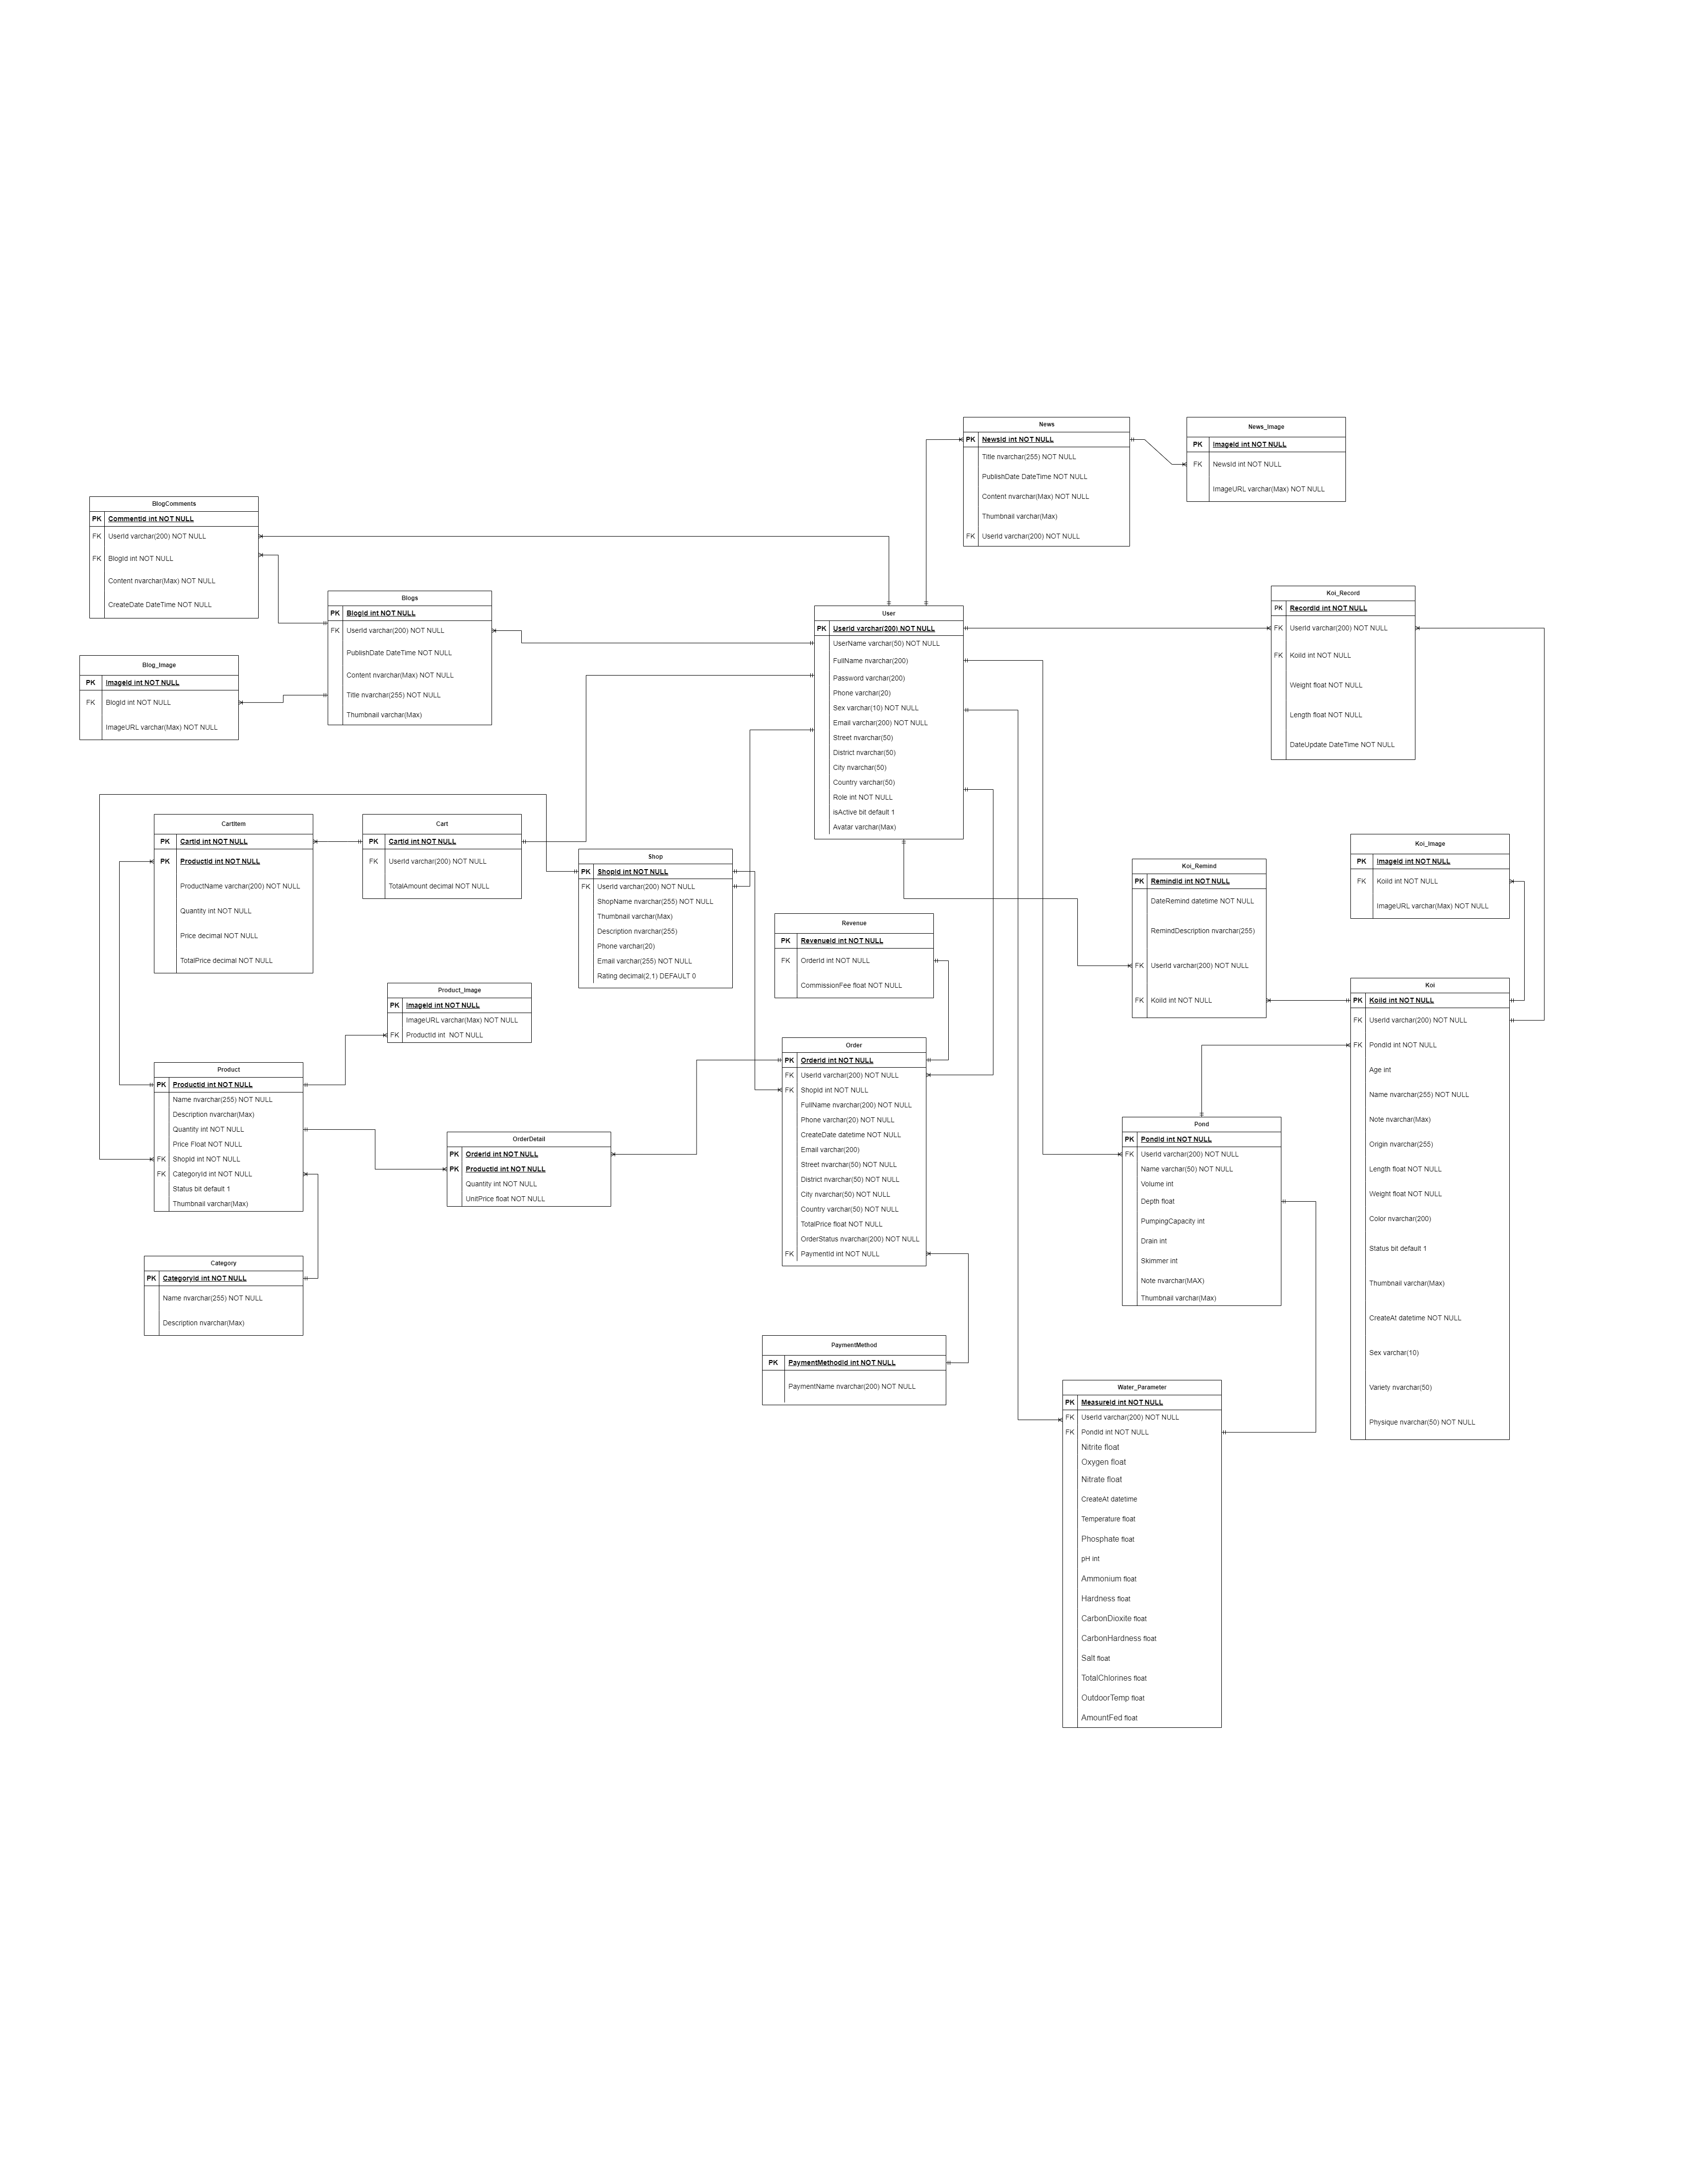 News
PK NewsId int NOT NULL
Title nvarchar(255) NOT NULL
PublishDate DateTime NOT NULL
Content nvarchar(Max) NOT NULL
Thumbnail varchar(Max)
FK UserId varchar(200) NOT NULL
News_Image
PK ImageId int NOT NULL
FK NewsId int NOT NULL
ImageURL varchar(Max) NOT NULL
BlogComments
PK CommentId int NOT NULL
FK UserId varchar(200) NOT NULL
FK BlogId int NOT NULL
Content nvarchar(Max) NOT NULL
CreateDate DateTime NOT NULL
Blogs
PK BlogId int NOT NULL
FK UserId varchar(200) NOT NULL
PublishDate DateTime NOT NULL
Content nvarchar(Max) NOT NULL
Title nvarchar(255) NOT NULL
Thumbnail varchar(Max)
Blog_Image
PK ImageId int NOT NULL
FK BlogId int NOT NULL
ImageURL varchar(Max) NOT NULL
User
PK UserId varchar(200) NOT NULL
UserName varchar(50) NOT NULL
FullName nvarchar(200)
Password varchar(200)
Phone varchar(20)
Sex varchar(10) NOT NULL
Email varchar(200) NOT NULL
Street nvarchar(50)
District nvarchar(50)
City nvarchar(50)
Country varchar(50)
Role int NOT NULL
isActive bit default 1
Avatar varchar(Max)
Koi_Record
PK RecordId int NOT NULL
FK UserId varchar(200) NOT NULL
FK KoiId int NOT NULL
Weight float NOT NULL
Length float NOT NULL
DateUpdate DateTime NOT NULL
CartItem
PK CartId int NOT NULL
PK ProductId int NOT NULL
ProductName varchar(200) NOT NULL
Quantity int NOT NULL
Price decimal NOT NULL
TotalPrice decimal NOT NULL
Cart
PK CartId int NOT NULL
FK UserId varchar(200) NOT NULL
TotalAmount decimal NOT NULL
Shop
PK ShopId int NOT NULL
FK UserId varchar(200) NOT NULL
ShopName nvarchar(255) NOT NULL
Thumbnail varchar(Max)
Description nvarchar(255)
Phone varchar(20)
Email varchar(255) NOT NULL
Rating decimal(2,1) DEFAULT 0
Koi_Remind
PK RemindId int NOT NULL
DateRemind datetime NOT NULL
RemindDescription nvarchar(255)
FK UserId varchar(200) NOT NULL
FK KoiId int NOT NULL
Koi_Image
PK ImageId int NOT NULL
FK KoiId int NOT NULL
ImageURL varchar(Max) NOT NULL
Revenue
PK RevenueId int NOT NULL
FK OrderId int NOT NULL
CommissionFee float NOT NULL
Product_Image
PK ImageId int NOT NULL
ImageURL varchar(Max) NOT NULL
FK ProductId int NOT NULL
Koi
PK KoiId int NOT NULL
FK UserId varchar(200) NOT NULL
FK PondId int NOT NULL
Age int
Name nvarchar(255) NOT NULL
Note nvarchar(Max)
Origin nvarchar(255)
Length float NOT NULL
Weight float NOT NULL
Color nvarchar(200)
Status bit default 1
Thumbnail varchar(Max)
CreateAt datetime NOT NULL
Sex varchar(10)
Variety nvarchar(50)
Physique nvarchar(50) NOT NULL
Product
PK ProductId int NOT NULL
Name nvarchar(255) NOT NULL
Description nvarchar(Max)
Quantity int NOT NULL
Price Float NOT NULL
FK ShopId int NOT NULL
FK CategoryId int NOT NULL
Status bit default 1
Thumbnail varchar(Max)
Order
PK OrderId int NOT NULL
FK UserId varchar(200) NOT NULL
FK ShopId int NOT NULL
FullName nvarchar(200) NOT NULL
Phone varchar(20) NOT NULL
CreateDate datetime NOT NULL
Email varchar(200)
Street nvarchar(50) NOT NULL
District nvarchar(50) NOT NULL
City nvarchar(50) NOT NULL
Country varchar(50) NOT NULL
TotalPrice float NOT NULL
OrderStatus nvarchar(200) NOT NULL
FK PaymentId int NOT NULL
OrderDetail
PK OrderId int NOT NULL
PK ProductId int NOT NULL
Quantity int NOT NULL
UnitPrice float NOT NULL
Pond
PK PondId int NOT NULL
FK UserId varchar(200) NOT NULL
Name varchar(50) NOT NULL
Volume int
Depth float
PumpingCapacity int
Drain int
Skimmer int
Note nvarchar(MAX)
Thumbnail varchar(Max)
Category
PK CategoryId int NOT NULL
Name nvarchar(255) NOT NULL
Description nvarchar(Max)
PaymentMethod
PK PaymentMethodId int NOT NULL
PaymentName nvarchar(200) NOT NULL
Water_Parameter
PK MeasureId int NOT NULL
FK UserId varchar(200) NOT NULL
FK PondId int NOT NULL
Nitrite float
Oxygen float
Nitrate float
CreateAt datetime
Temperature float
Phosphate float
pH int
Ammonium float
Hardness float
CarbonDioxite float
CarbonHardness float
Salt float
TotalChlorines float
OutdoorTemp float
AmountFed float